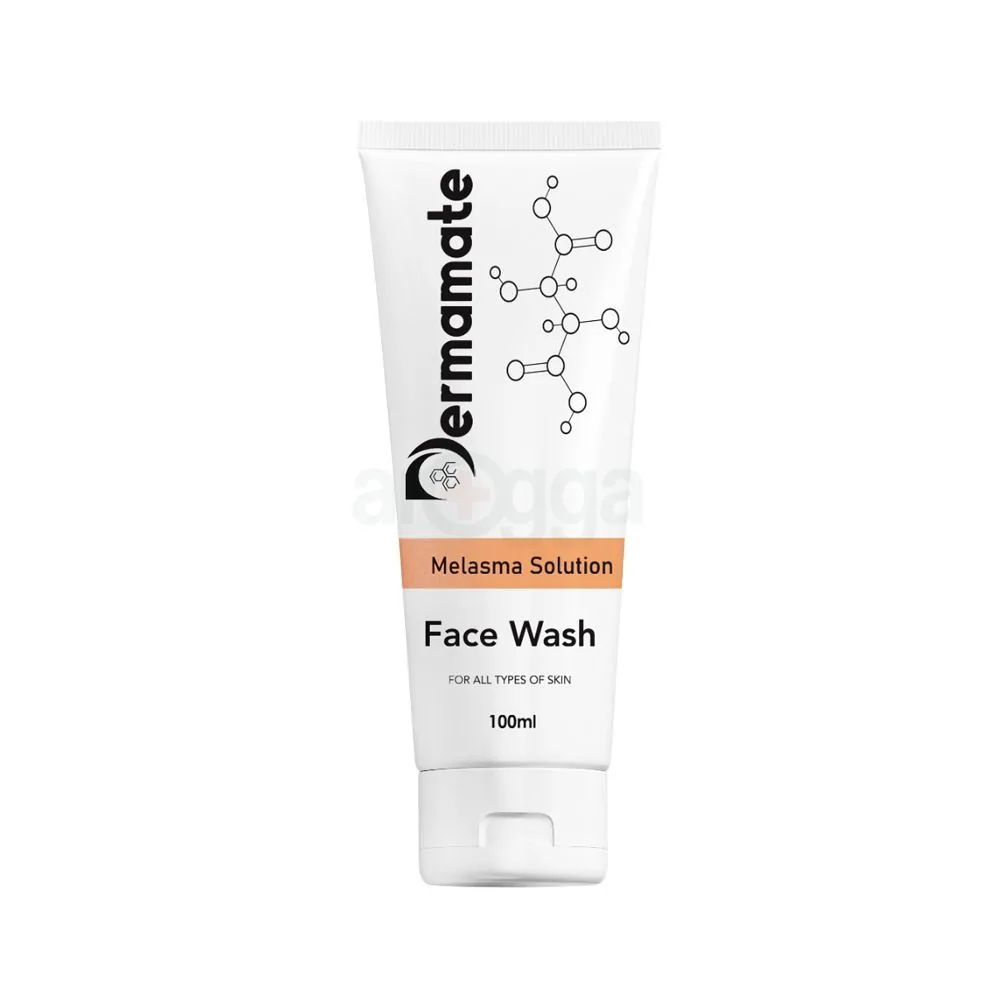 Dermamate
arogga
Melasma Solution
Face Wash
FOR ALL TYPES OF SKIN
100ml